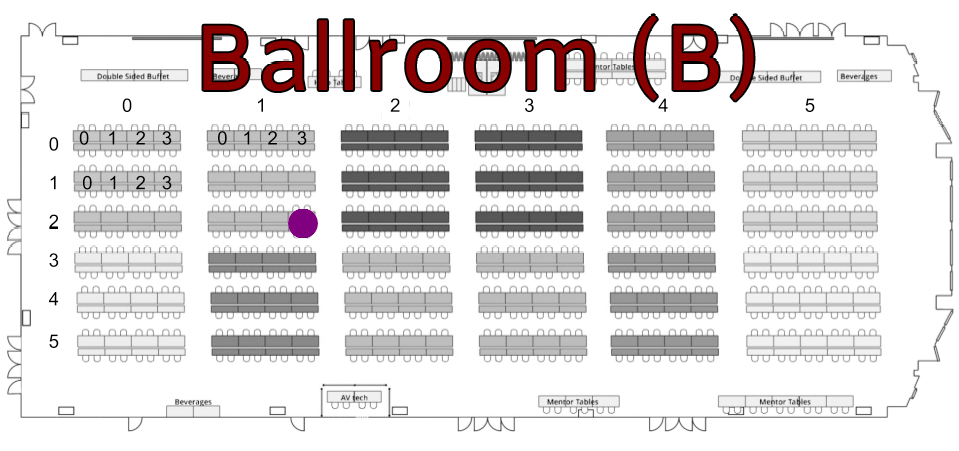 Ballroom (B)
Double Sided Buffet
Mentor Tables
Double Sided Buffet
Beverages
0 1 2 3 4 5
0 0 1 2 3 0 1 2 3
1 0 1 2 3
2
3
4
5
Beverages
AV tech
Mentor Tables
Mentor Tables